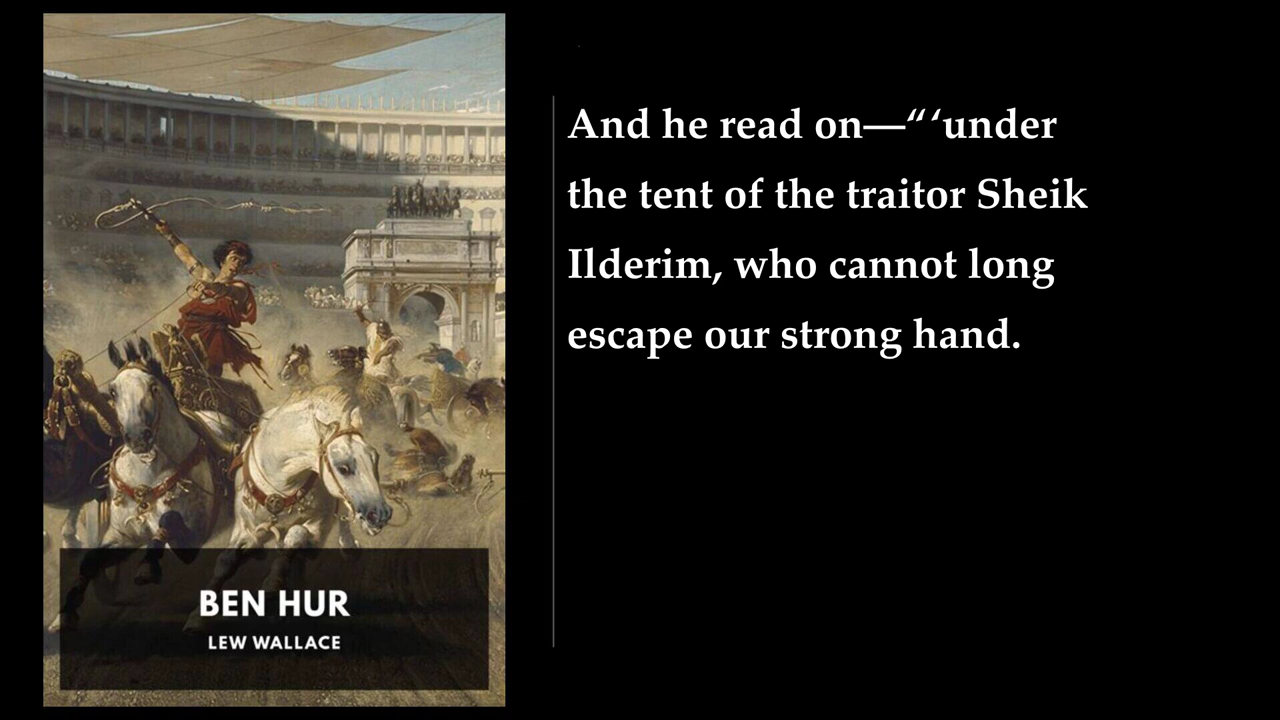 And he read on—“ ‘under
the tent of the traitor Sheik
Ilderim, who cannot long
escape our strong hand.
BEN HUR
LEW WALLACE